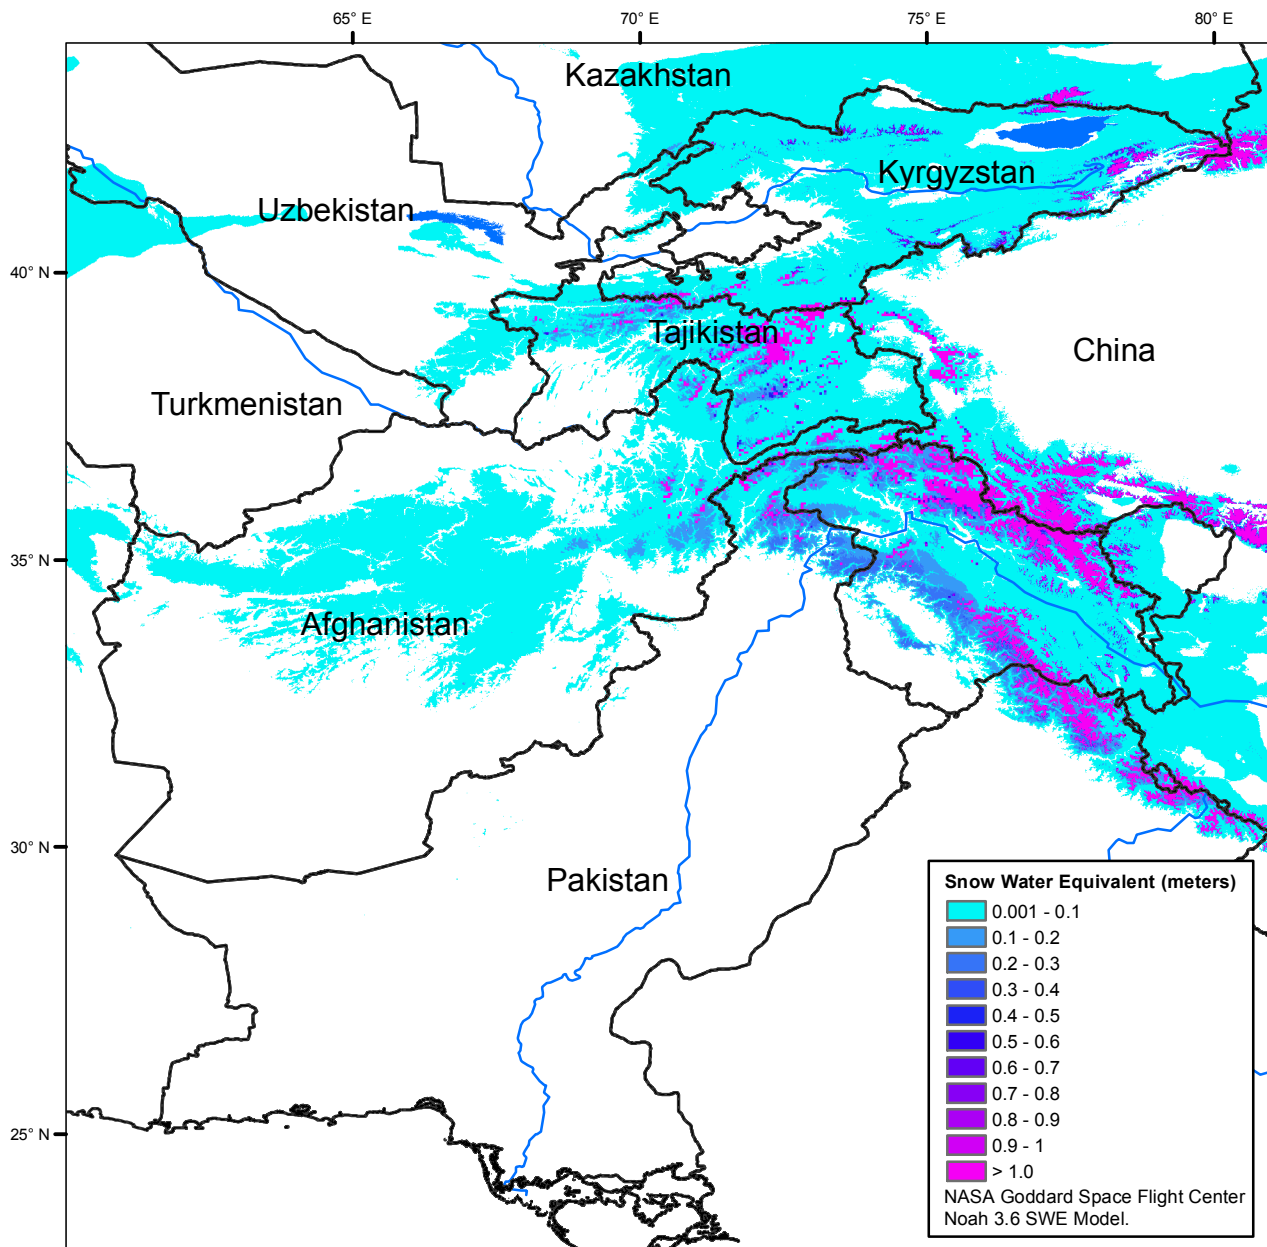 65° E
70° E
75° E
80° E
Kazakhstan
Kyrgyzstan
Uzbekistan
40° N
Tajikistan
China
Turkmenistan
35° N
Afghanistan
30° N
Pakistan
25° N
Snow Water Equivalent (meters)
0.001 - 0.1
0.1 - 0.2
0.2 - 0.3
0.3 - 0.4
0.4 - 0.5
0.5 - 0.6
0.6 - 0.7
0.7 - 0.8
0.8 - 0.9
0.9 - 1
> 1.0
NASA Goddard Space Flight Center
Noah 3.6 SWE Model.